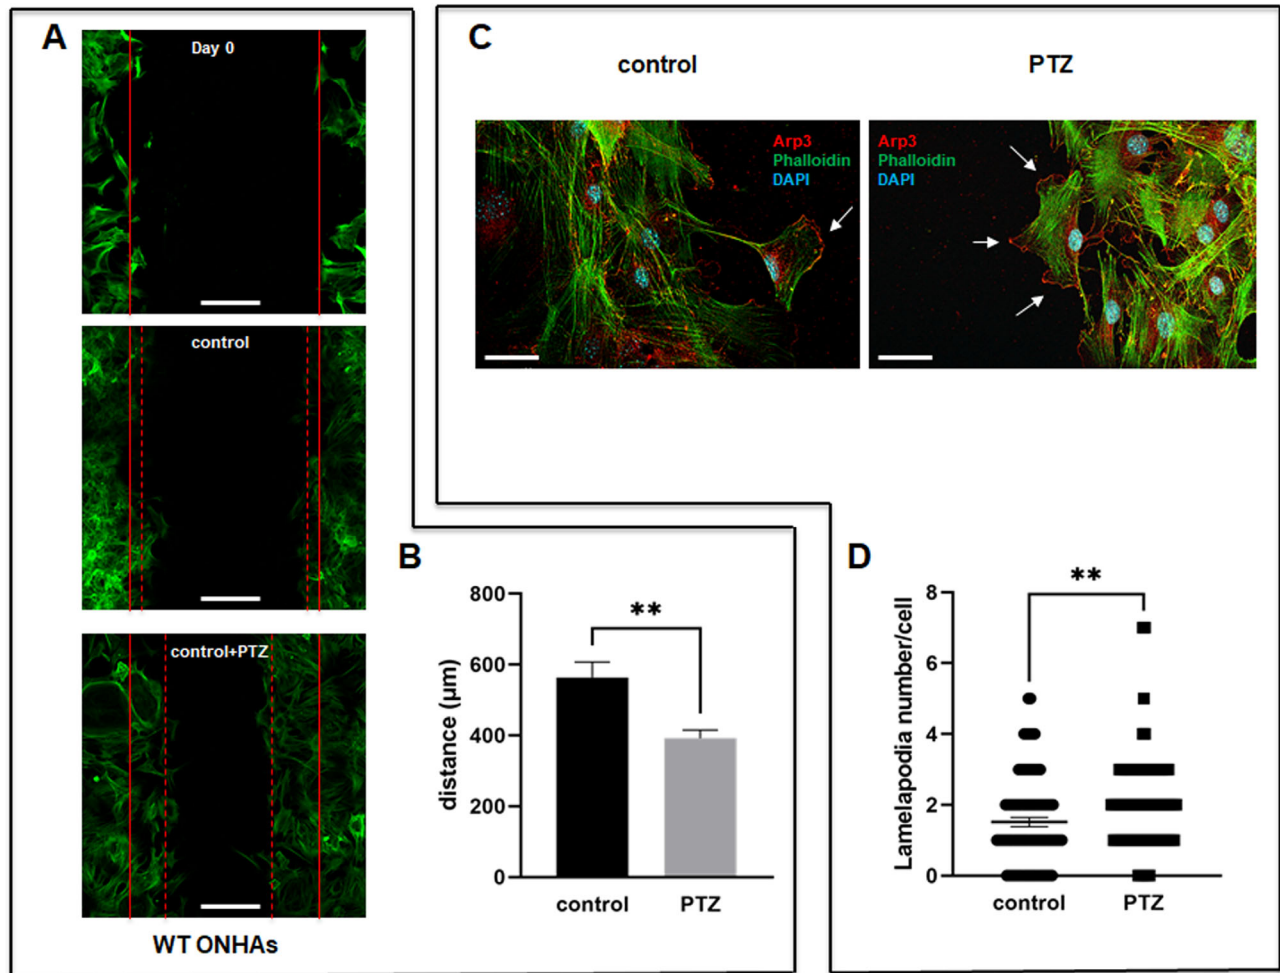 A
Day 0
control
control+PTZ
WT ONHAs
B
800
600
400
200
0
distance (µm)
**
control
PTZ
C
control
PTZ
Arp3
Phalloidin
DAPI
Arp3
Phalloidin
DAPI
D
8
6
4
2
0
Lamelapodia number/cell
**
control
PTZ